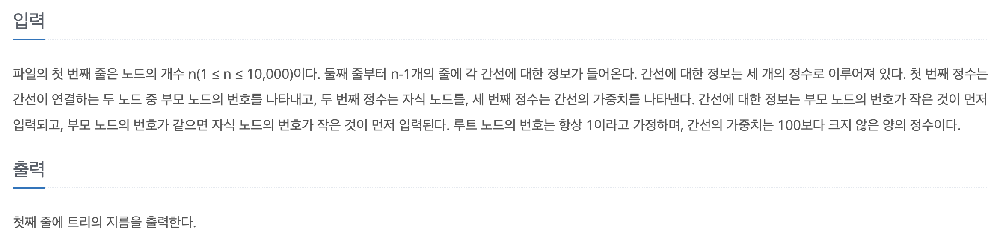 입력
파일의 첫 번째 줄은 노드의 개수 n(1 ≤ n ≤ 10,000)이다. 둘째 줄부터 n-1개의 줄에 각 간선에 대한 정보가 들어온다. 간선에 대한 정보는 세 개의 정수로 이루어져 있다. 첫 번째 정수는
간선이 연결하는 두 노드 중 부모 노드의 번호를 나타내고, 두 번째 정수는 자식 노드를, 세 번째 정수는 간선의 가중치를 나타낸다. 간선에 대한 정보는 부모 노드의 번호가 작은 것이 먼저
입력되고, 부모 노드의 번호가 같으면 자식 노드의 번호가 작은 것이 먼저 입력된다. 루트 노드의 번호는 항상 1이라고 가정하며, 간선의 가중치는 100보다 크지 않은 양의 정수이다.
출력
첫째 줄에 트리의 지름을 출력한다.